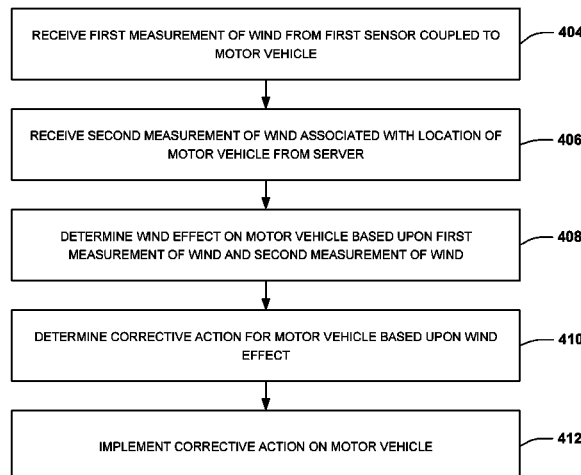 RECEIVE FIRST MEASUREMENT OF WIND FROM FIRST SENSOR COUPLED TO
MOTOR VEHICLE
404
RECEIVE SECOND MEASUREMENT OF WIND ASSOCIATED WITH LOCATION OF
MOTOR VEHICLE FROM SERVER
406
DETERMINE WIND EFFECT ON MOTOR VEHICLE BASED UPON FIRST
MEASUREMENT OF WIND AND SECOND MEASUREMENT OF WIND
408
DETERMINE CORRECTIVE ACTION FOR MOTOR VEHICLE BASED UPON WIND
EFFECT
410
IMPLEMENT CORRECTIVE ACTION ON MOTOR VEHICLE
412